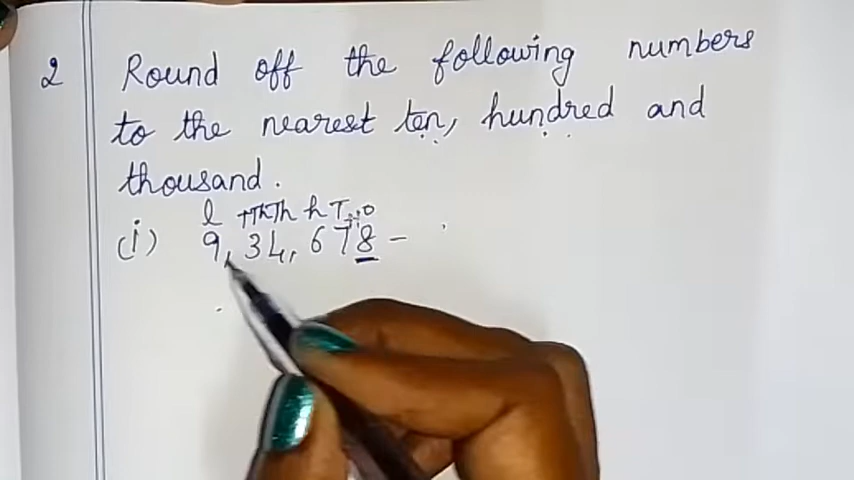 2 Round off the following numbers
to the nearest ten, hundred and
thousand.
l TTh Th h T O
(i) 9,34,678 -